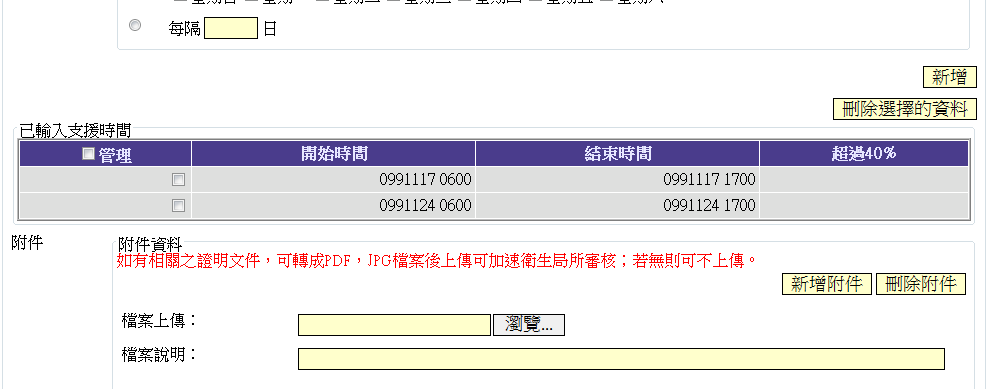 每隔 日
新增
刪除選擇的資料
已輸入支援時間
管理 開始時間 結束時間 超過40%
0991117 0600 0991117 1700
0991124 0600 0991124 1700
附件 附件資料
如有相關之證明文件，可轉成PDF，JPG檔案後上傳可加速衛生局所審核；若無則可不上傳。
新增附件 刪除附件
檔案上傳： 瀏覽...
檔案說明：